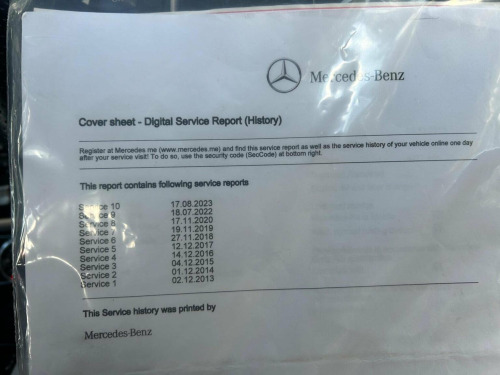 Mercedes-Benz
Cover sheet - Digital Service Report (History)
Register at Mercedes me (www.mercedes.me) and find this service report as well as the service history of your vehicle online one day
after your service visit! To do so, use the security code (SecCode) at bottom right.
This report contains following service reports
Service 10 17.08.2023
Service 9 18.07.2022
Service 8 17.11.2020
Service 7 19.11.2019
Service 6 27.11.2018
Service 5 12.12.2017
Service 4 14.12.2016
Service 3 04.12.2015
Service 2 01.12.2014
Service 1 02.12.2013
This Service history was printed by
Mercedes-Benz